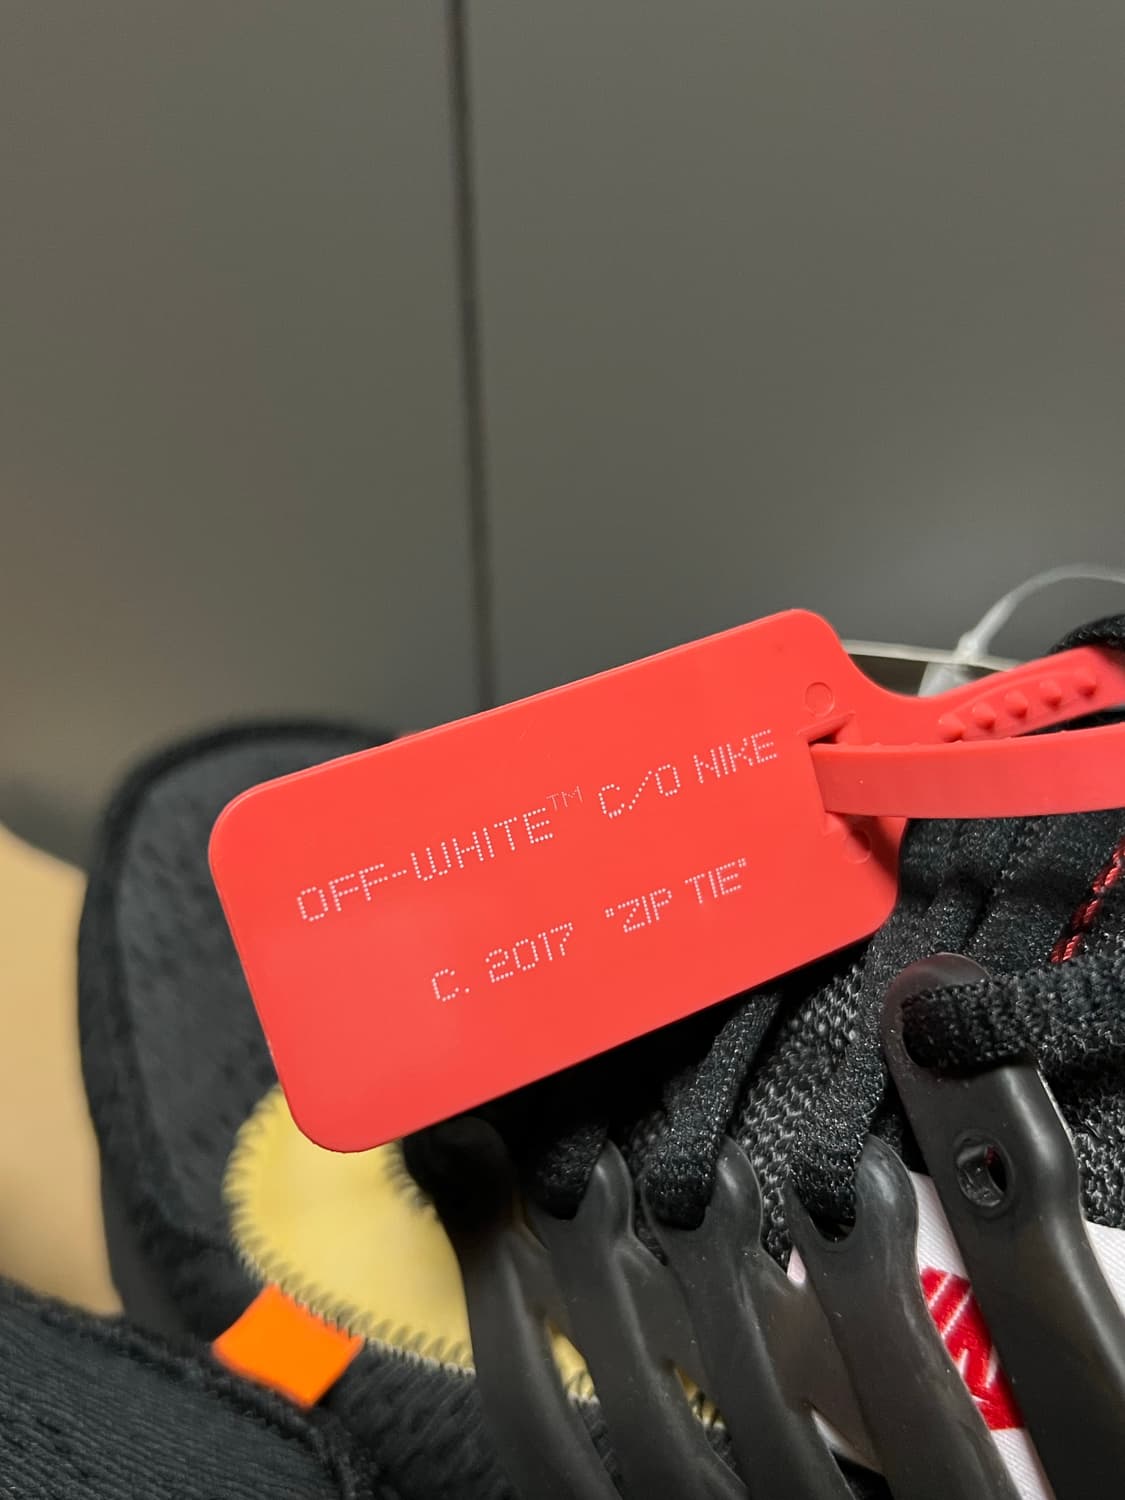 OFF-WHITE™ C/O NIKE
C. 2017 "ZIP TIE"